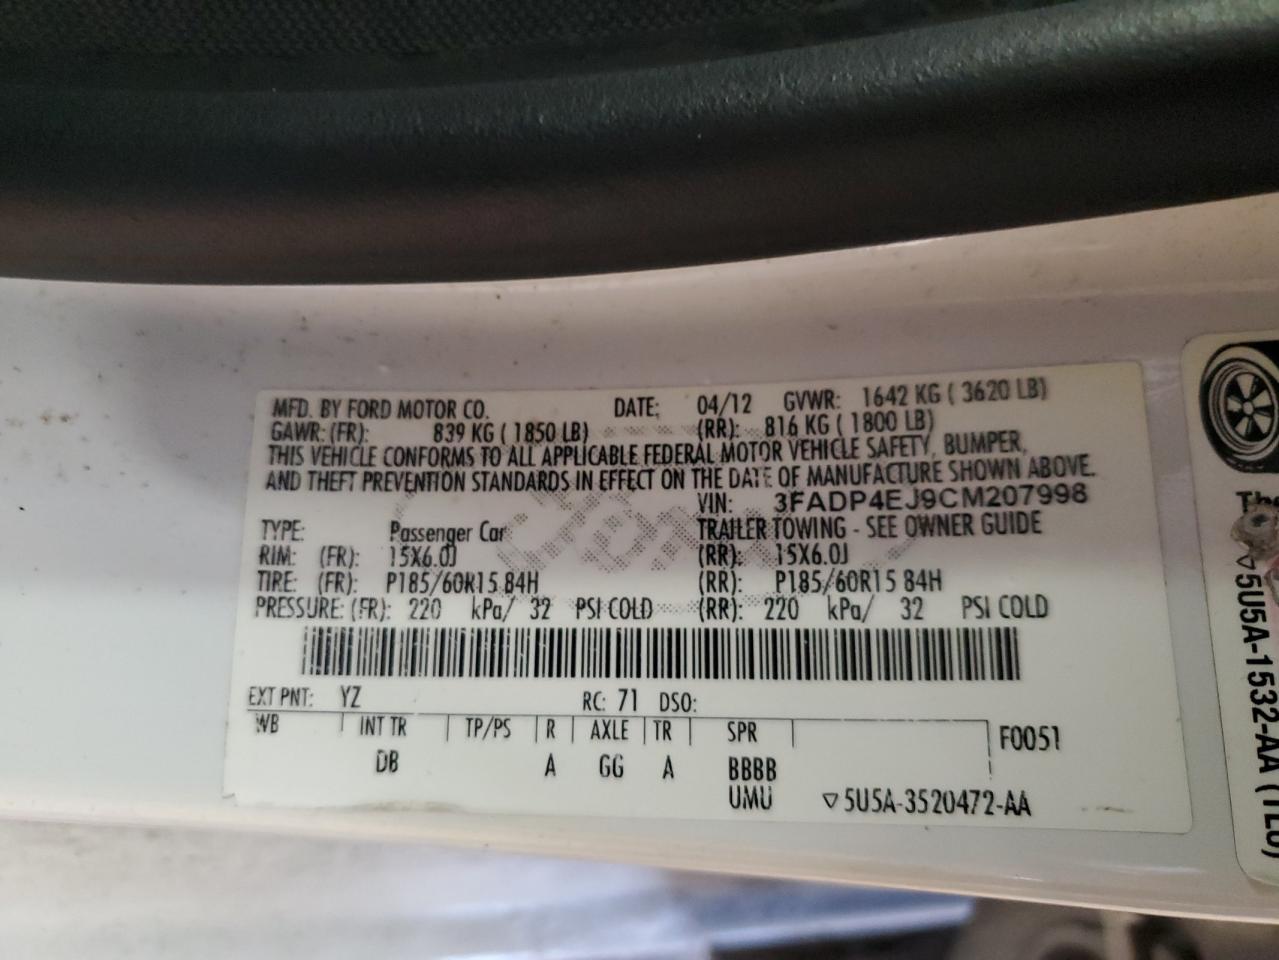 MFD. BY FORD MOTOR CO. DATE: 04/12 GVWR: 1642 KG ( 3620 LB)
GAWR: (FR): 839 KG ( 1850 LB) (RR): 816 KG ( 1800 LB)
THIS VEHICLE CONFORMS TO ALL APPLICABLE FEDERAL MOTOR VEHICLE SAFETY, BUMPER,
AND THEFT PREVENTION STANDARDS IN EFFECT ON THE DATE OF MANUFACTURE SHOWN ABOVE.
VIN: 3FADP4EJ9CM207998
TYPE: Passenger Car TRAILER TOWING - SEE OWNER GUIDE
RIM: (FR): 15X6.0J (RR): 15X6.0J
TIRE: (FR): P185/60R15 84H (RR): P185/60R15 84H
PRESSURE: (FR): 220 kPa/ 32 PSI COLD (RR): 220 kPa/ 32 PSI COLD
EXT PNT: YZ RC: 71 DSO:
WB INT TR TP/PS R AXLE TR SPR F0051
DB A GG A BBBB
UMU ▽5U5A-3520472-AA
▽5U5A-1532-AA